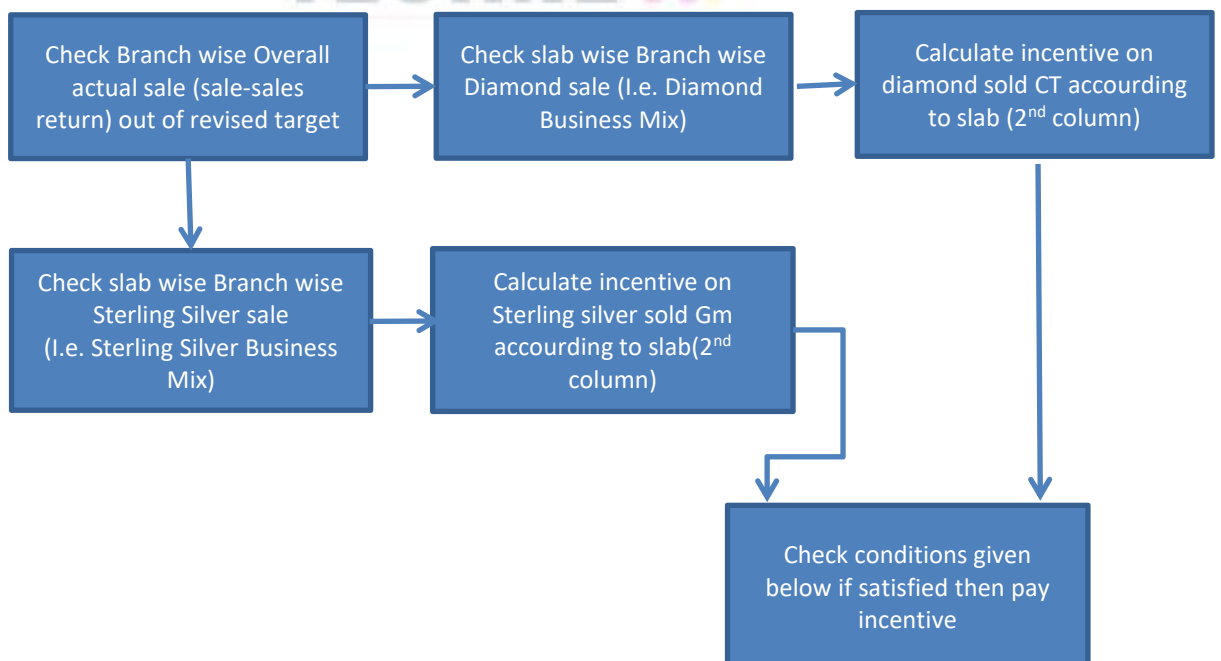 Check Branch wise Overall
actual sale (sale-sales
return) out of revised target
Check slab wise Branch wise
Diamond sale (I.e. Diamond
Business Mix)
Calculate incentive on
diamond sold CT accourding
to slab (2nd column)
Check slab wise Branch wise
Sterling Silver sale
(I.e. Sterling Silver Business
Mix)
Calculate incentive on
Sterling silver sold Gm
accourding to slab(2nd
column)
Check conditions given
below if satisfied then pay
incentive